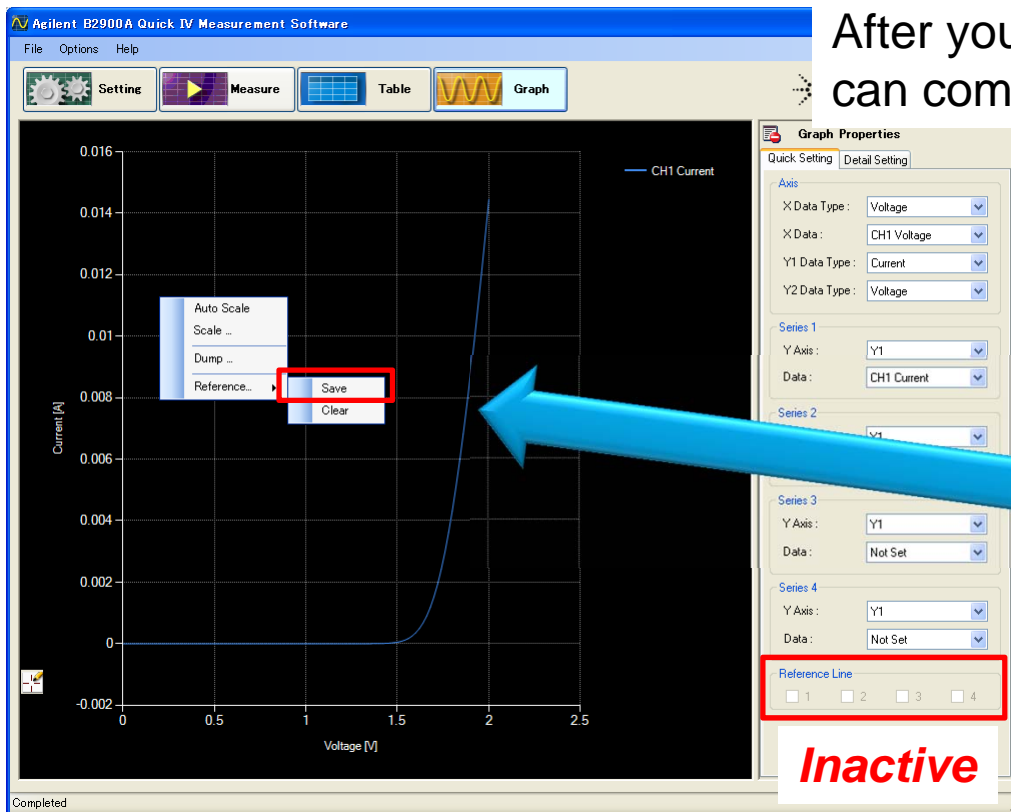 Agilent B2900A Quick IV Measurement Software
After you
can com
File Options Help
Setting Measure Table Graph
Graph Properties
Quick Setting Detail Setting
Axis
X Data Type : Voltage
X Data : CH1 Voltage
Y1 Data Type : Current
Y2 Data Type : Voltage
Series 1
Y Axis : Y1
Data : CH1 Current
Series 2
Y1
Series 3
Y Axis : Y1
Data : Not Set
Series 4
Y Axis : Y1
Data : Not Set
Reference Line
1 2 3 4
Inactive
CH1 Current
0.016
0.014
0.012
0.01
0.008
0.006
0.004
0.002
0
-0.002
Current [A]
0 0.5 1 1.5 2 2.5
Voltage [V]
Auto Scale
Scale ...
Dump ...
Reference...
Save
Clear
Completed